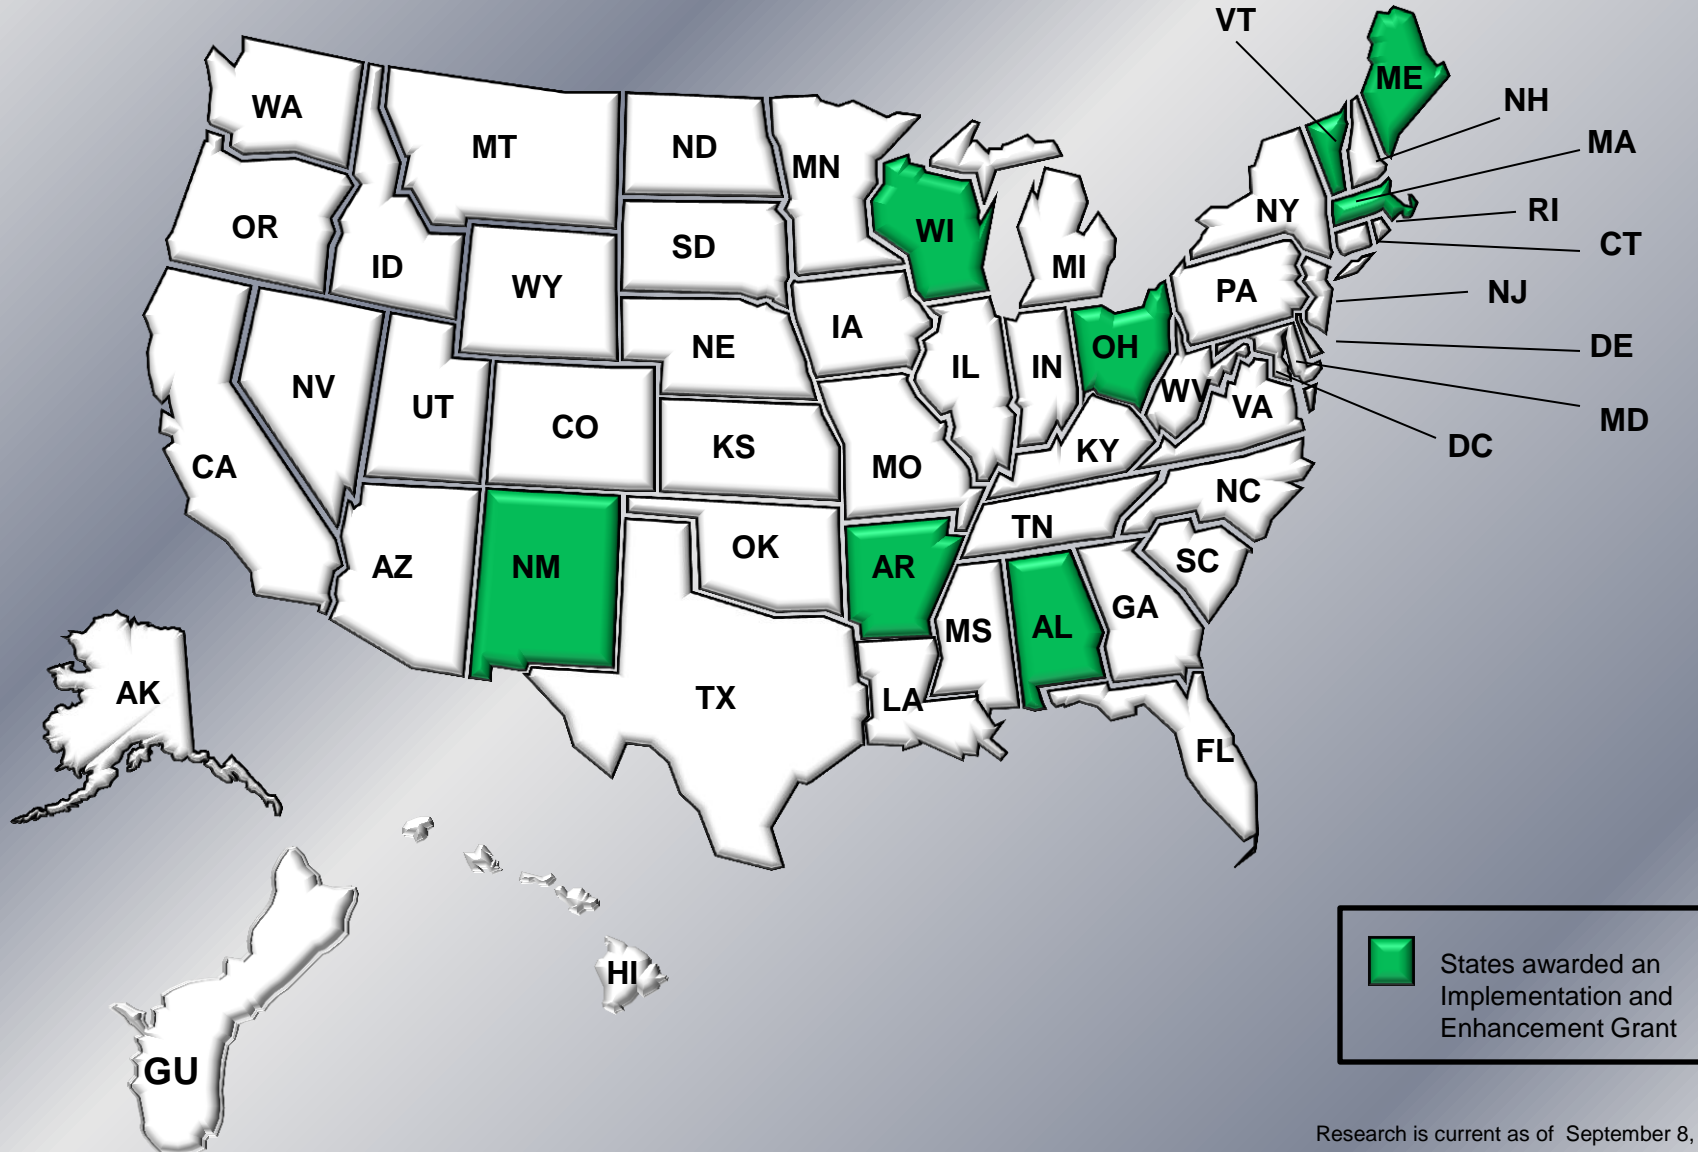 VT
ME
WA
NH
MT
ND
MA
MN
NY
RI
OR
WI
CT
SD
ID
MI
WY
PA
NJ
IA
NE
OH
DE
IL
IN
NV
WV
UT
VA
CO
MD
KS
KY
DC
CA
MO
NC
TN
OK
SC
AZ
NM
AR
GA
MS
AL
AK
TX
LA
FL
HI
GU
States awarded an
Implementation and
Enhancement Grant
Research is current as of September 8,